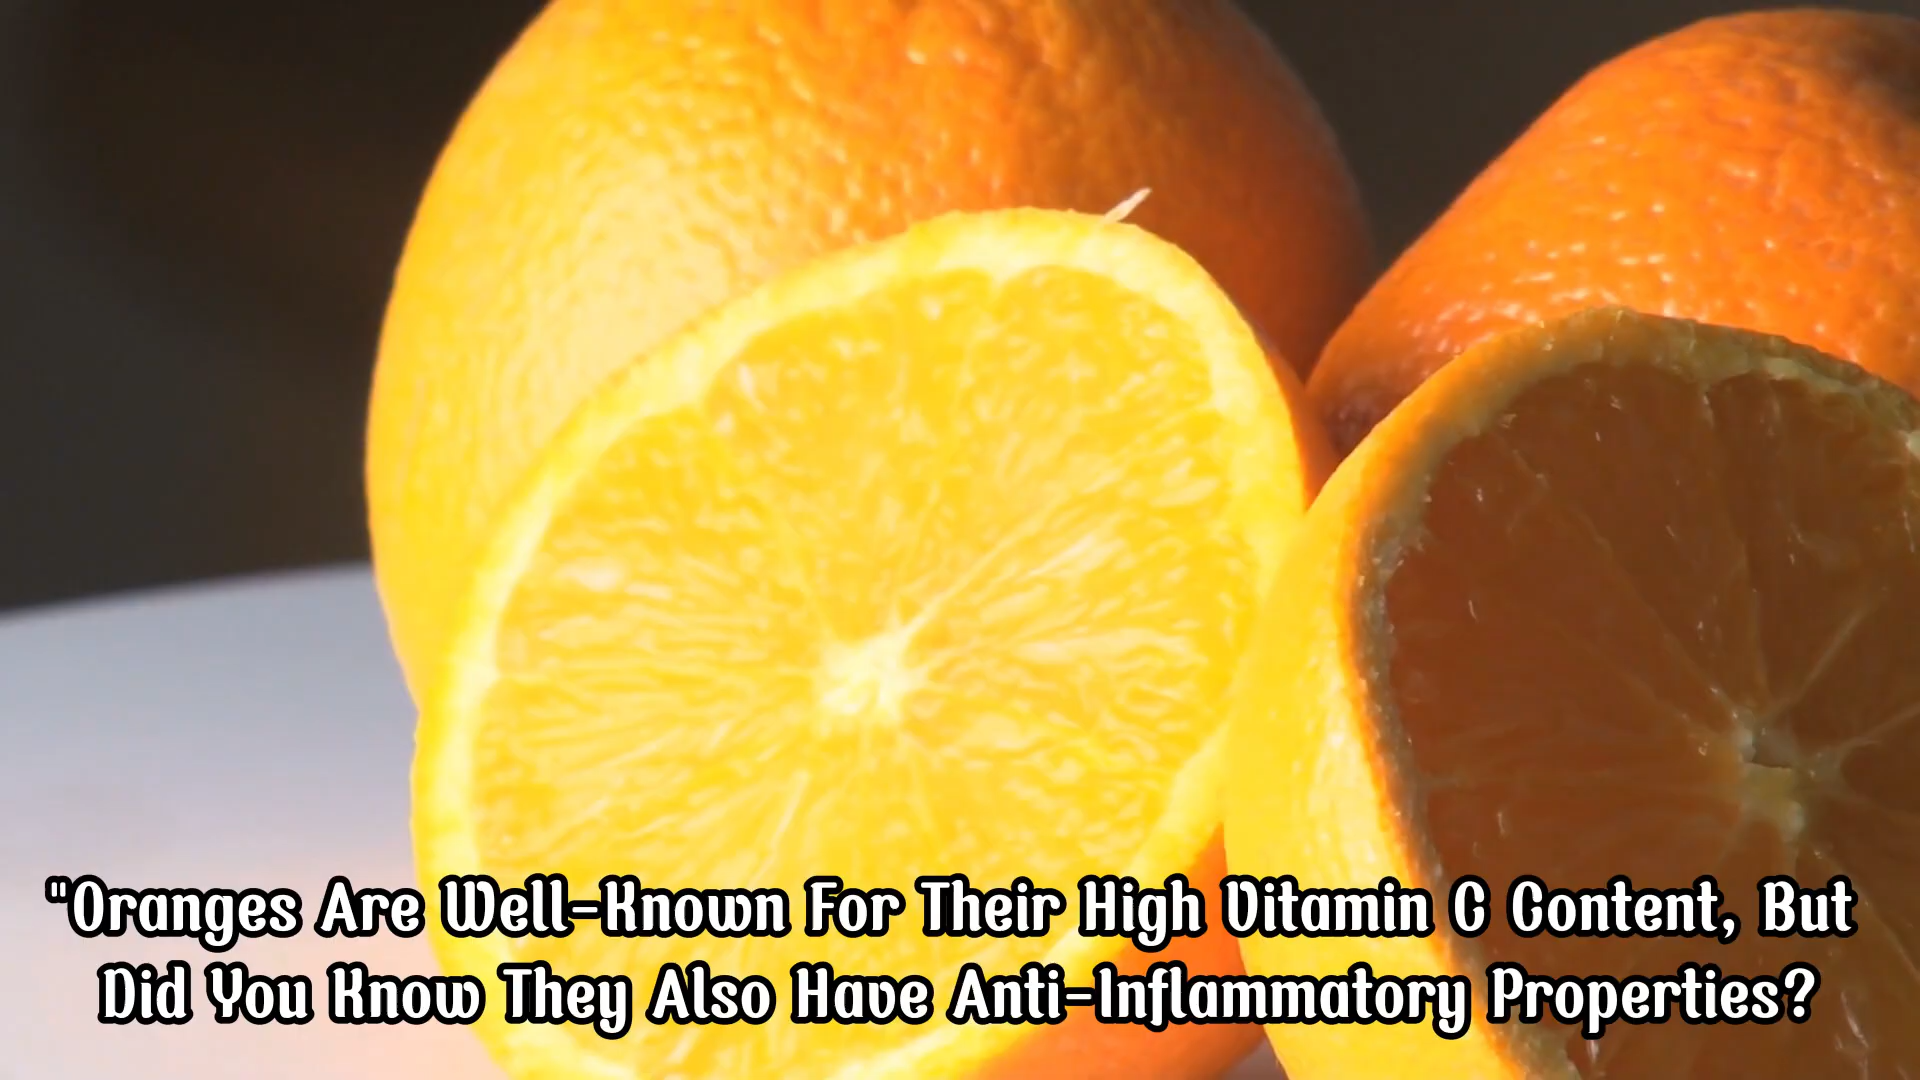 "Oranges Are Well-Known For Their High Vitamin C Content, But
Did You Know They Also Have Anti-Inflammatory Properties?